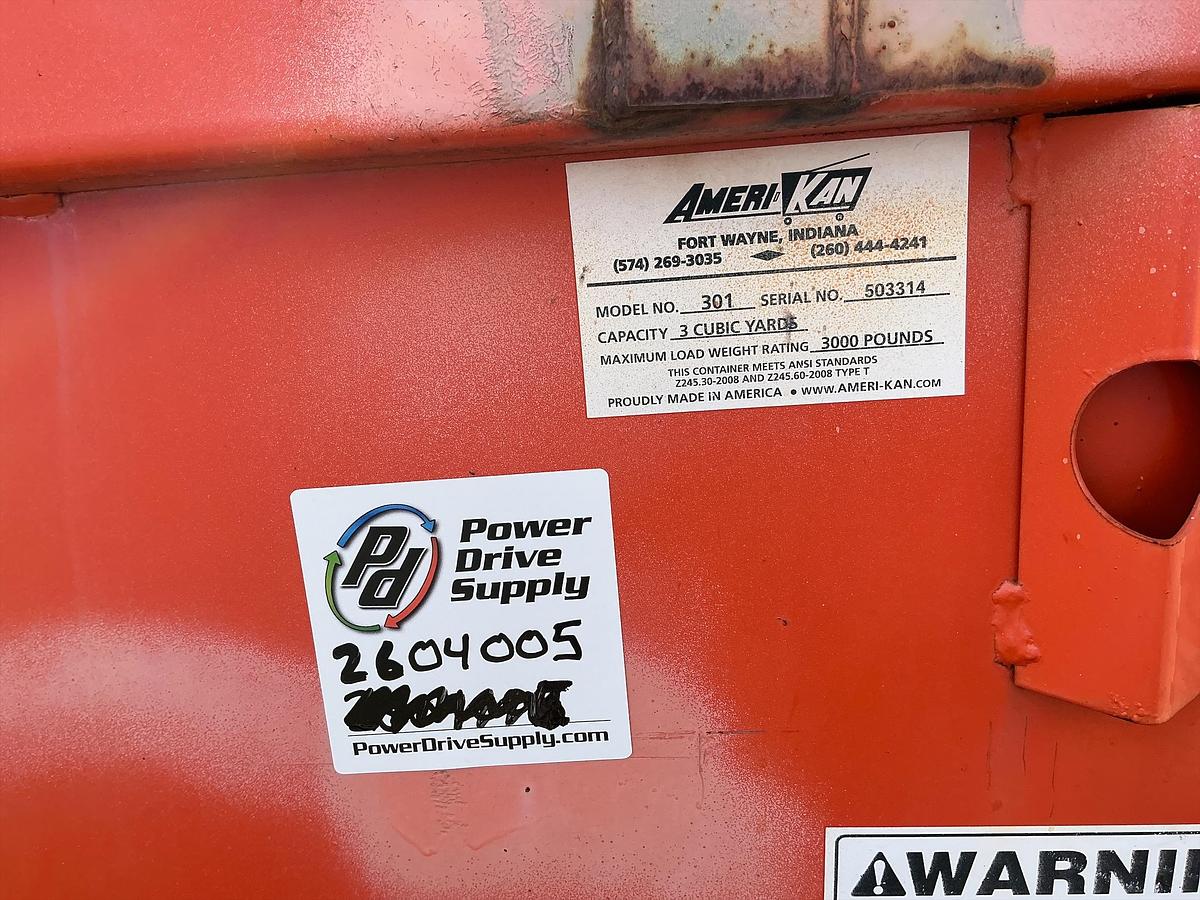 AMERI-KAN
FORT WAYNE, INDIANA
(574) 269-3035 (260) 444-4241
MODEL NO. 301 SERIAL NO. 503314
CAPACITY 3 CUBIC YARDS
MAXIMUM LOAD WEIGHT RATING 3000 POUNDS
THIS CONTAINER MEETS ANSI STANDARDS
Z245.30-2008 AND Z245.60-2008 TYPE T
PROUDLY MADE IN AMERICA • WWW.AMERI-KAN.COM
Pd
Power
Drive
Supply
2604005
PowerDriveSupply.com
WARNI